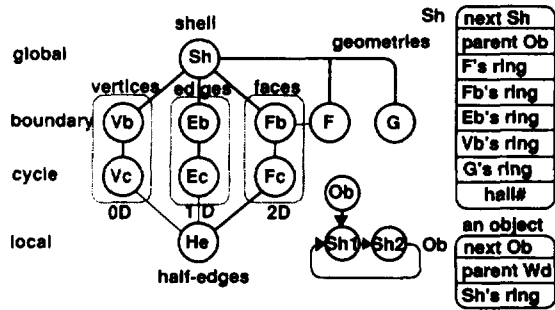 shell
Sh
global
geometries
vertices edges faces
boundary
Vb Eb Fb F G
cycle
Vc Ec Fc
0D 1D 2D
local
He
half-edges
Ob
Sh1 Sh2
Sh
next Sh
parent Ob
F's ring
Fb's ring
Eb's ring
Vb's ring
G's ring
hall#
an object
Ob
next Ob
parent Wd
Sh's ring